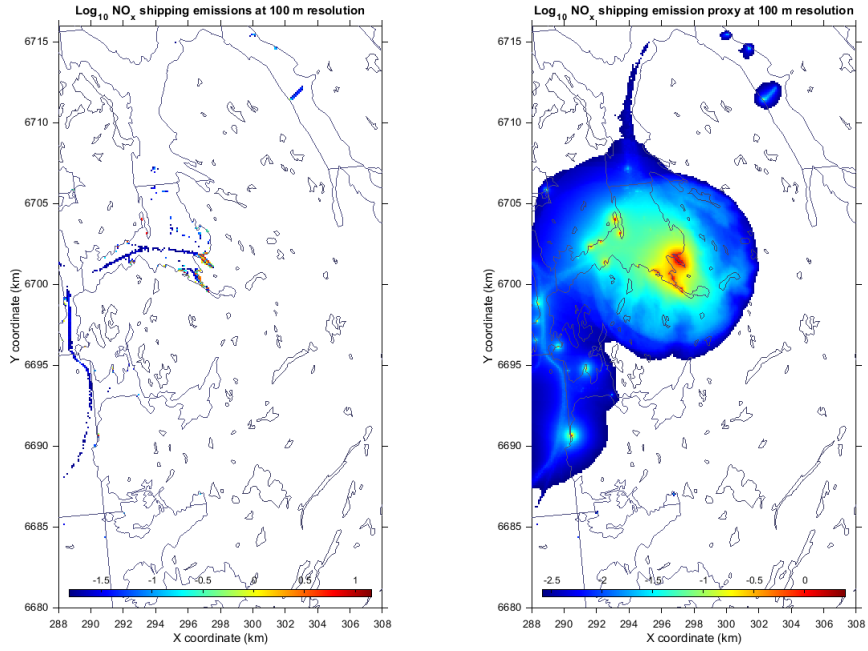 Log10 NOx shipping emissions at 100 m resolution
6715
6710
6705
6700
6695
6690
6685
6680
Y coordinate (km)
-1.5 -1 -0.5 0 0.5 1
288 290 292 294 296 298 300 302 304 306 308
X coordinate (km)
Log10 NOx shipping emission proxy at 100 m resolution
6715
6710
6705
6700
6695
6690
6685
6680
Y coordinate (km)
-2.5 -2 -1.5 -1 -0.5 0
288 290 292 294 296 298 300 302 304 306 308
X coordinate (km)